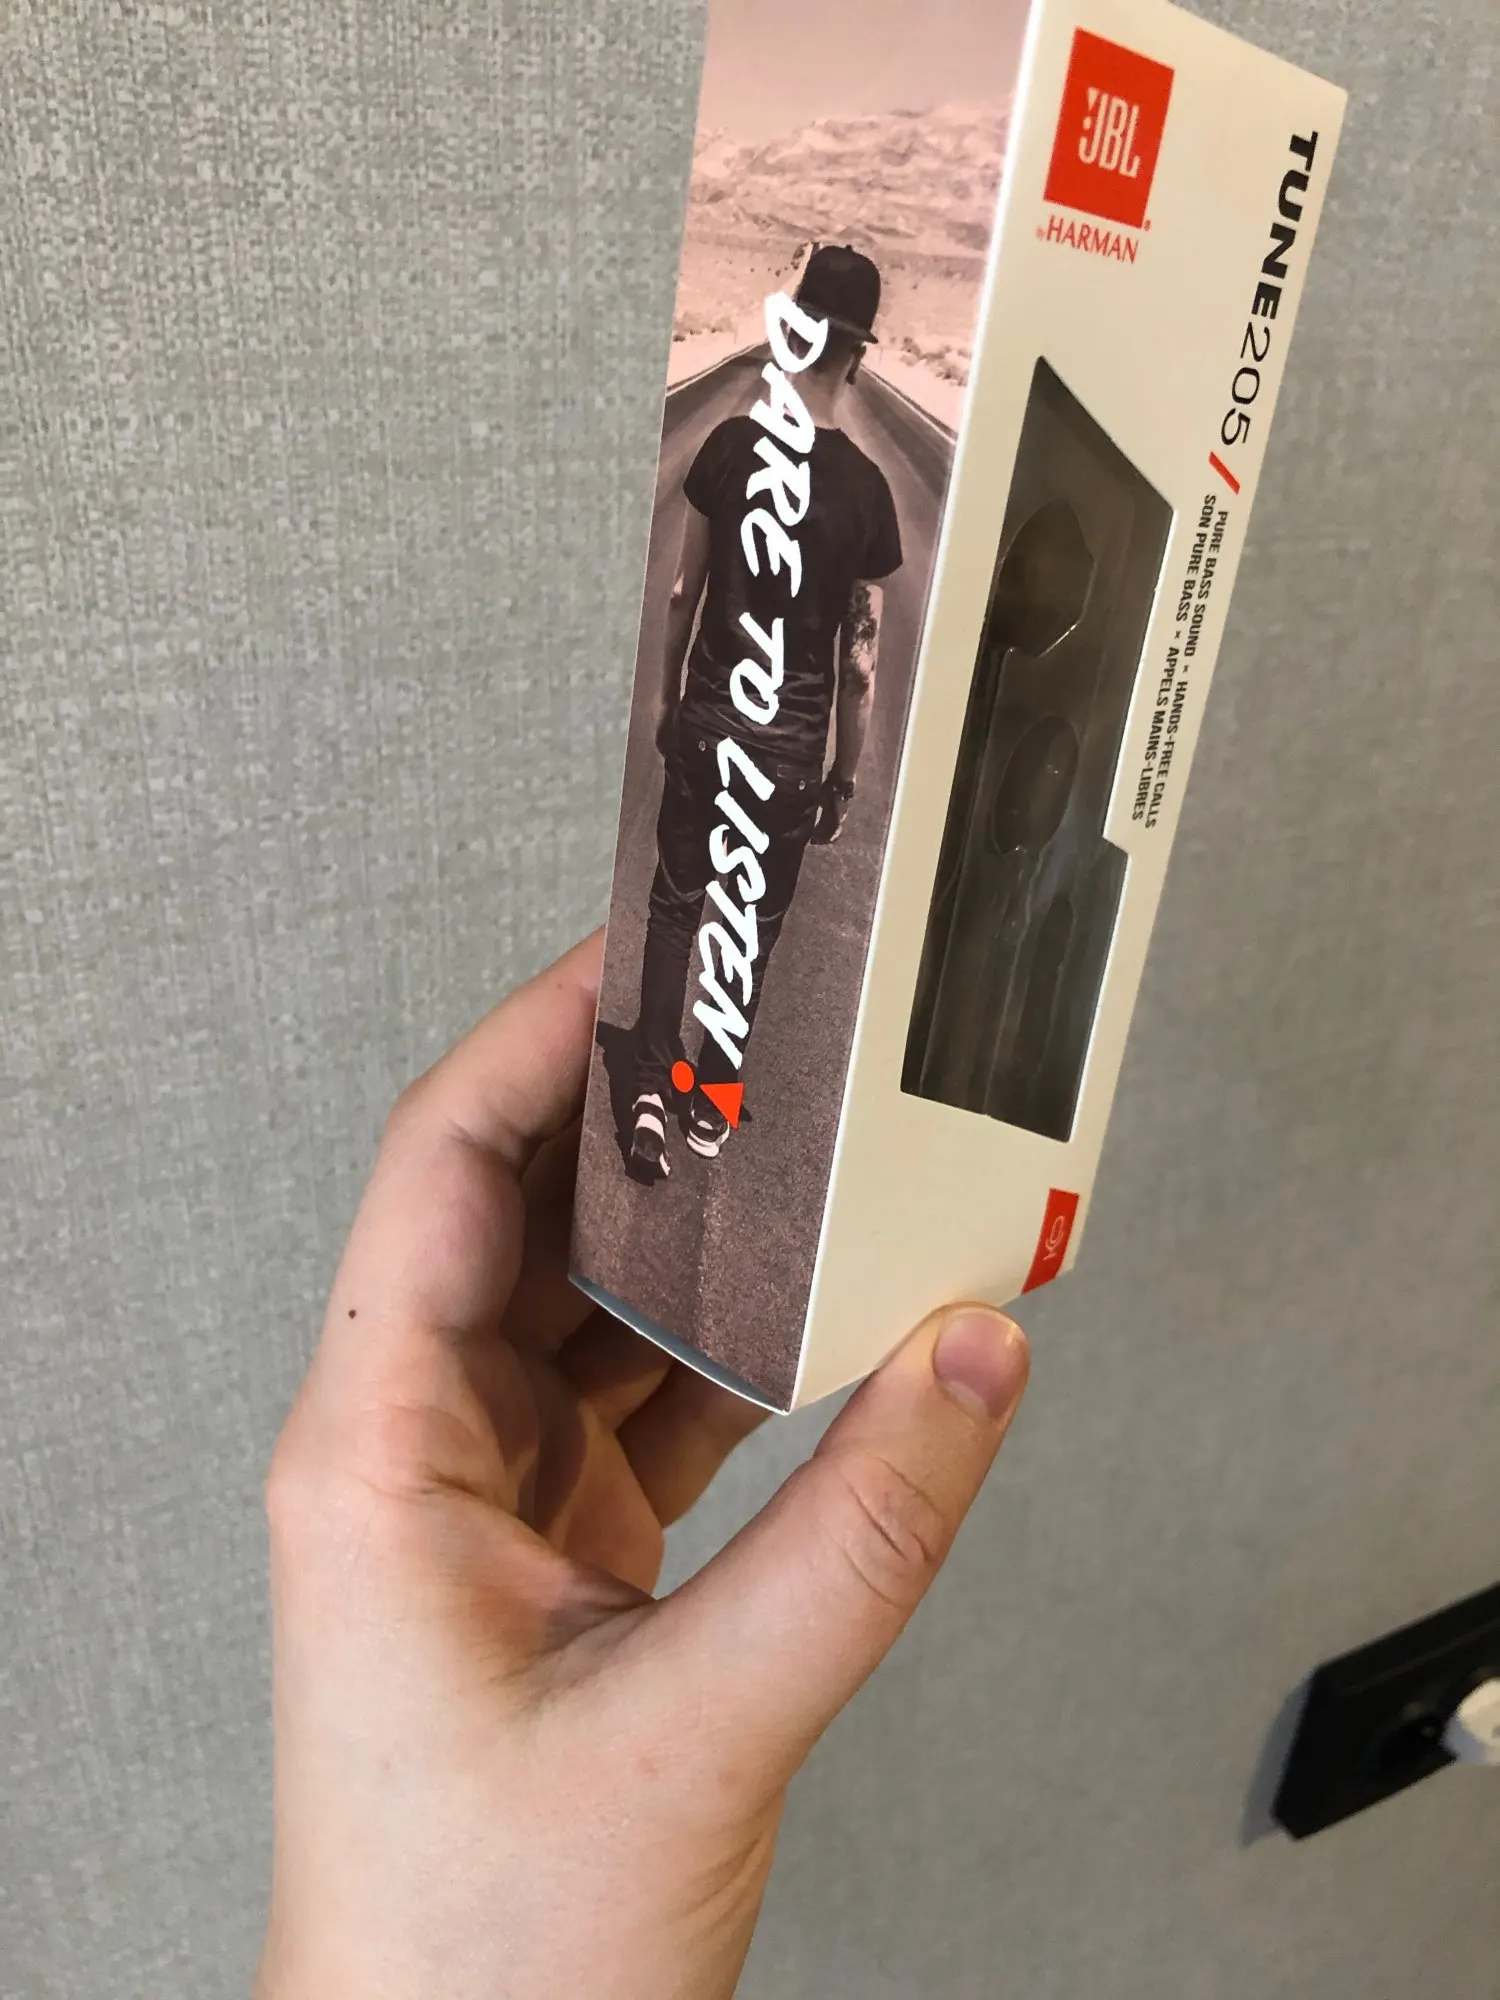 JBL
by HARMAN
TUNE205/
PURE BASS SOUND × HANDS-FREE CALLS
SON PURE BASS × APPELS MAINS-LIBRES
DARE TO LISTEN